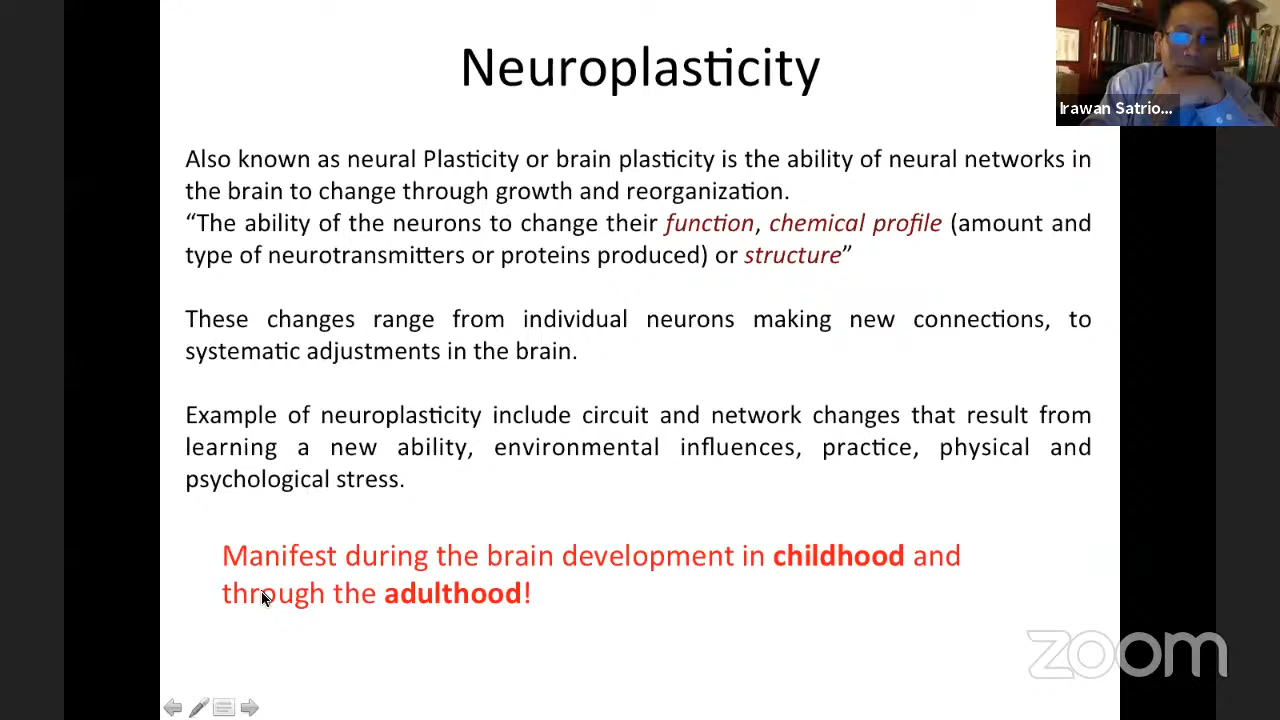 Neuroplasticity
Irawan Satrio...
Also known as neural Plasticity or brain plasticity is the ability of neural networks in
the brain to change through growth and reorganization.
“The ability of the neurons to change their function, chemical profile (amount and
type of neurotransmitters or proteins produced) or structure”
These changes range from individual neurons making new connections, to
systematic adjustments in the brain.
Example of neuroplasticity include circuit and network changes that result from
learning a new ability, environmental influences, practice, physical and
psychological stress.
Manifest during the brain development in childhood and
through the adulthood!
zoom